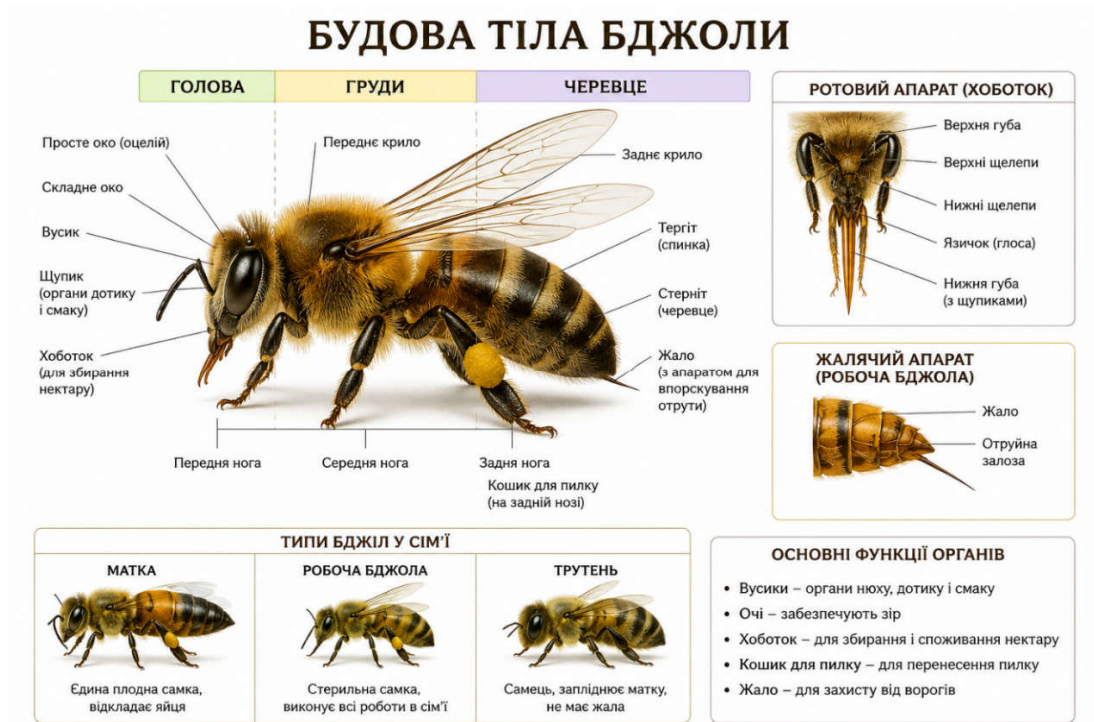 БУДОВА ТІЛА БДЖОЛИ
ГОЛОВА
ГРУДИ
ЧЕРЕВЦЕ
Просте око (оцелій)
Складне око
Вусик
Щупик
(органи дотику
і смаку)
Хоботок
(для збирання
нектару)
Переднє крило
Заднє крило
Тергіт
(спинка)
Стерніт
(черевце)
Жало
(з апаратом для
впорскування
отрути)
Передня нога
Середня нога
Задня нога
Кошик для пилку
(на задній нозі)
РОТОВИЙ АПАРАТ (ХОБОТОК)
Верхня губа
Верхні щелепи
Нижні щелепи
Язичок (глоса)
Нижня губа
(з щупиками)
ЖАЛЯЧИЙ АПАРАТ
(РОБОЧА БДЖОЛА)
Жало
Отруйна
залоза
ТИПИ БДЖІЛ У СІМ'Ї
МАТКА
Єдина плодна самка,
відкладає яйця
РОБОЧА БДЖОЛА
Стерильна самка,
виконує всі роботи в сім'ї
ТРУТЕНЬ
Самець, запліднює матку,
не має жала
ОСНОВНІ ФУНКЦІЇ ОРГАНІВ
• Вусики – органи нюху, дотику і смаку
• Очі – забезпечують зір
• Хоботок – для збирання і споживання нектару
• Кошик для пилку – для перенесення пилку
• Жало – для захисту від ворогів